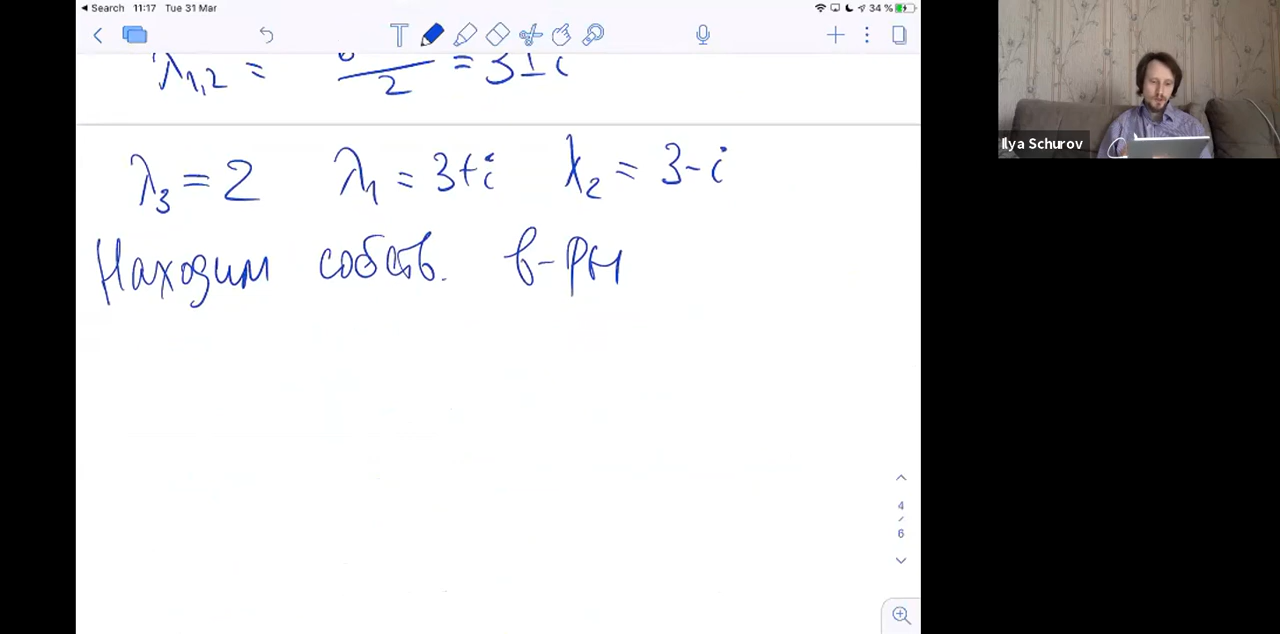 Search 11:17 Tue 31 Mar 34 %
λ1,2 = 6/2 = 3±i
λ3 = 2 λ1 = 3+i λ2 = 3-i
Находим собств. в-ры
4
/
6
Ilya Schurov